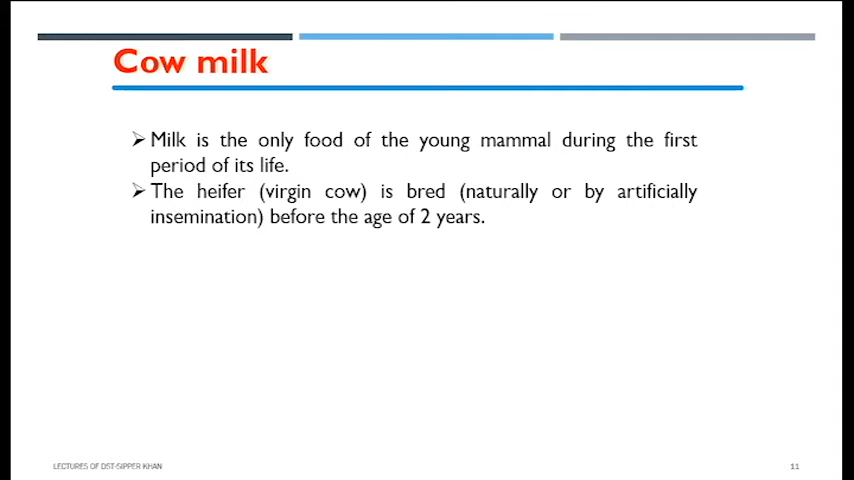 Cow milk
Milk is the only food of the young mammal during the first
period of its life.
The heifer (virgin cow) is bred (naturally or by artificially
insemination) before the age of 2 years.
LECTURES OF DST-SIPPER KHAN
11